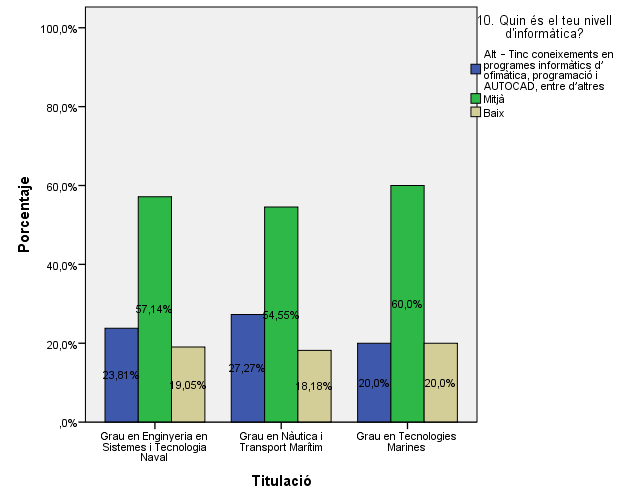 10. Quin és el teu nivell
d'informàtica?
Alt - Tinc coneixements en
programes informàtics d'
ofimàtica, programació i
AUTOCAD, entre d'altres
Mitjà
Baix
Porcentaje
100,0%
80,0%
60,0%
40,0%
20,0%
,0%
57,14%
54,55%
60,0%
23,81%
19,05%
27,27%
18,18%
20,0%
20,0%
Grau en Enginyeria en
Sistemes i Tecnologia
Naval
Grau en Nàutica i
Transport Marítim
Grau en Tecnologies
Marines
Titulació